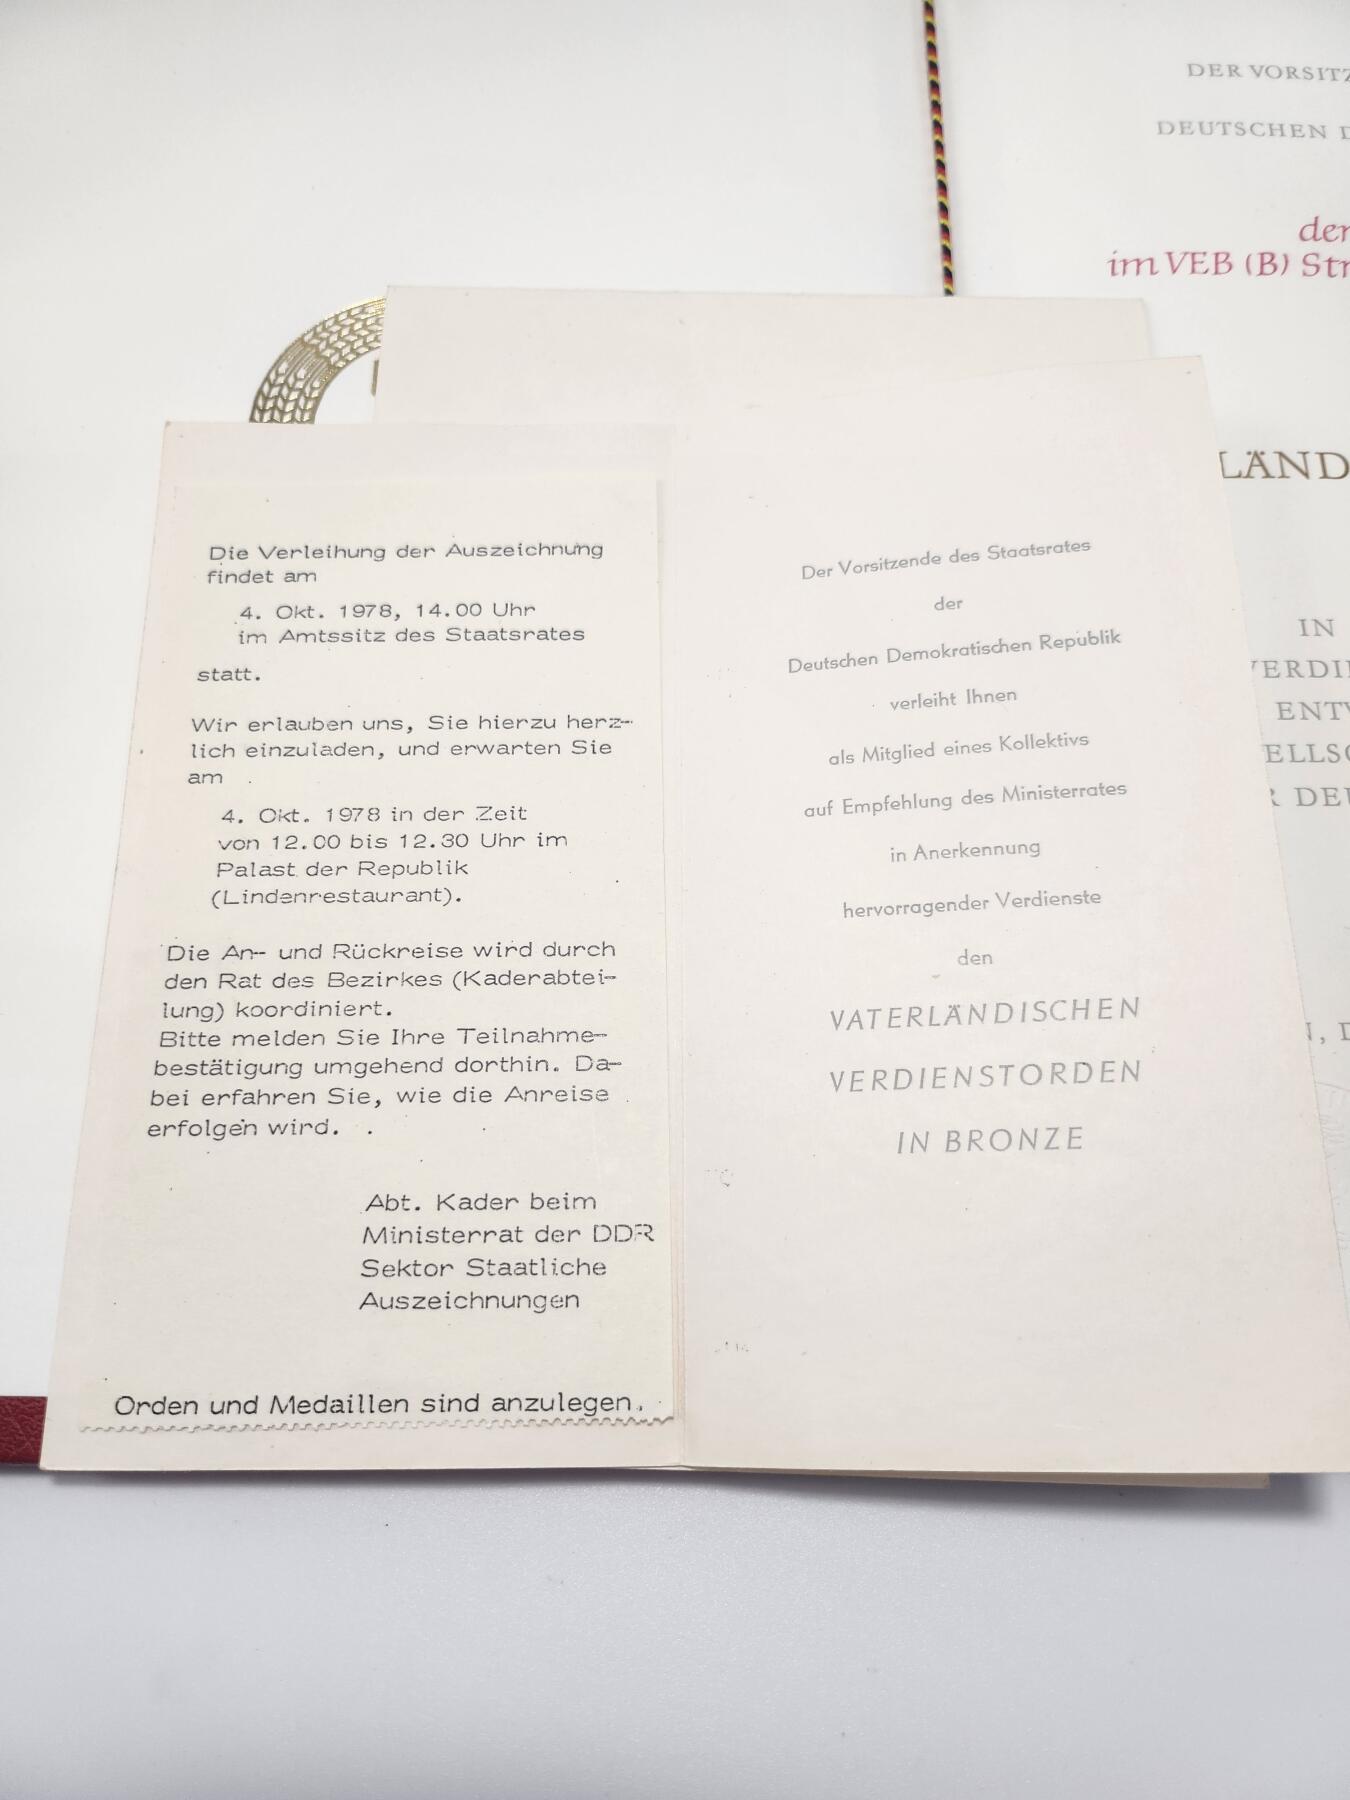 Die Verleihung der Auszeichnung
findet am
4. Okt. 1978, 14.00 Uhr
im Amtssitz des Staatsrates
statt.
Wir erlauben uns, Sie hierzu herz-
lich einzuladen, und erwarten Sie
am
4. Okt. 1978 in der Zeit
von 12.00 bis 12.30 Uhr im
Palast der Republik
(Lindenrestaurant).
Die An- und Rückreise wird durch
den Rat des Bezirkes (Kaderabtei-
lung) koordiniert.
Bitte melden Sie Ihre Teilnahme-
bestätigung umgehend dorthin. Da-
bei erfahren Sie, wie die Anreise
erfolgen wird.
Abt. Kader beim
Ministerrat der DDR
Sektor Staatliche
Auszeichnungen
Orden und Medaillen sind anzulegen.
Der Vorsitzende des Staatsrates
der
Deutschen Demokratischen Republik
verleiht Ihnen
als Mitglied eines Kollektivs
auf Empfehlung des Ministerrates
in Anerkennung
hervorragender Verdienste
den
VATERLÄNDISCHEN
VERDIENSTORDEN
IN BRONZE
DER VORSITZ
DEUTSCHEN D
der
im VEB (B) Str
LÄND
IN
VERDIE
ENTW
ELLSC
R DEU
N, D